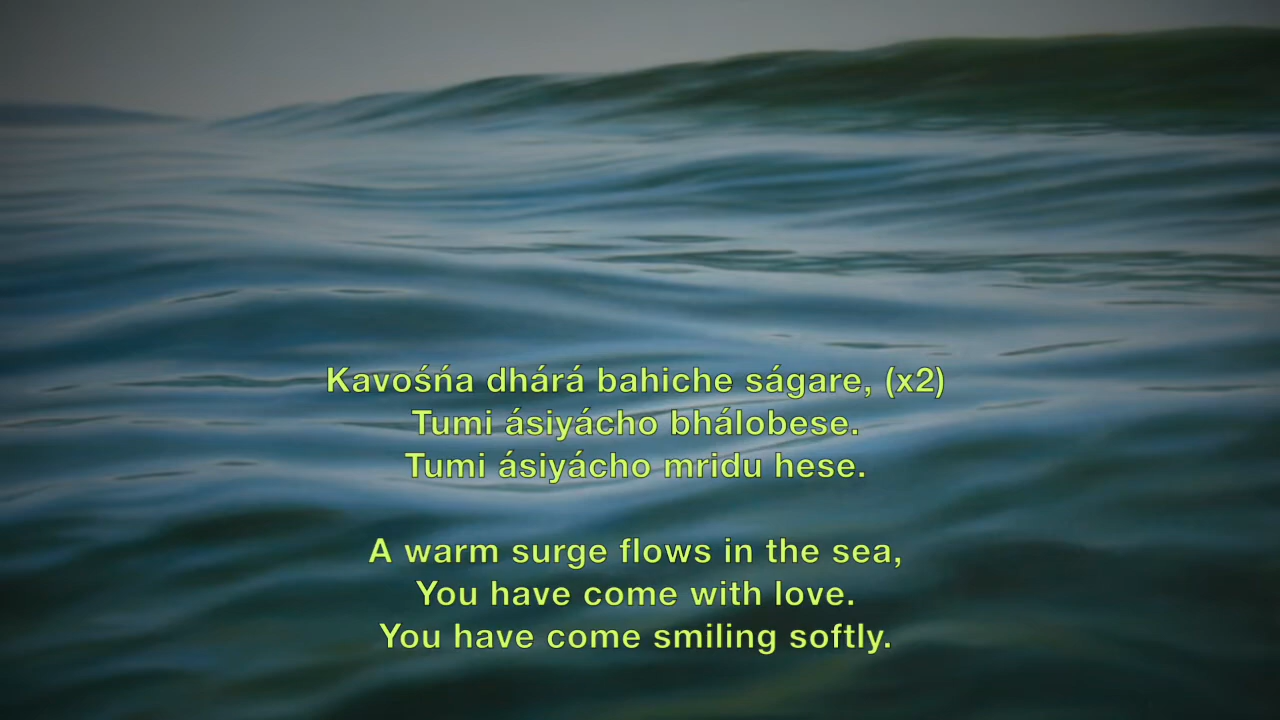 Kavośńa dhárá bahiche ságare, (x2)
Tumi ásiyácho bhálobese.
Tumi ásiyácho mridu hese.
A warm surge flows in the sea,
You have come with love.
You have come smiling softly.